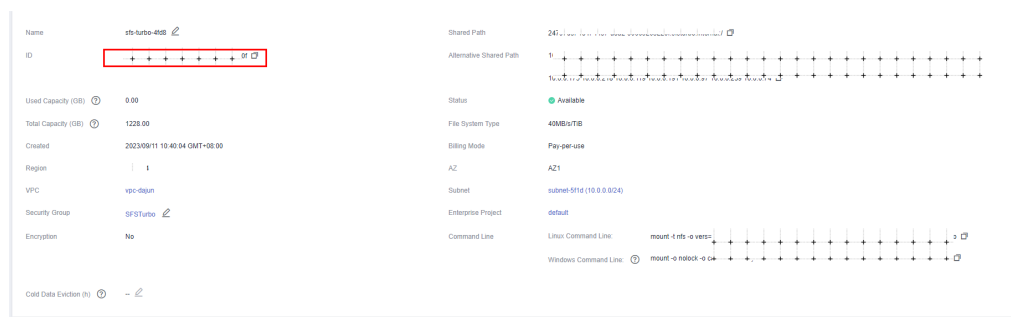 Name sfs-turbo-4fd8 Shared Path
ID 0f Alternative Shared Path
Used Capacity (GB) 0.00 Status Available
Total Capacity (GB) 1228.00 File System Type 40MB/s/TiB
Created 2023/09/11 10:40:04 GMT+08:00 Billing Mode Pay-per-use
Region AZ AZ1
VPC vpc-dajun Subnet subnet-5f1d (10.0.0.0/24)
Security Group SFSTurbo Enterprise Project default
Encryption No Command Line Linux Command Line: mount -t nfs -o vers=
Windows Command Line: mount -o nolock -o
Cold Data Eviction (h) --